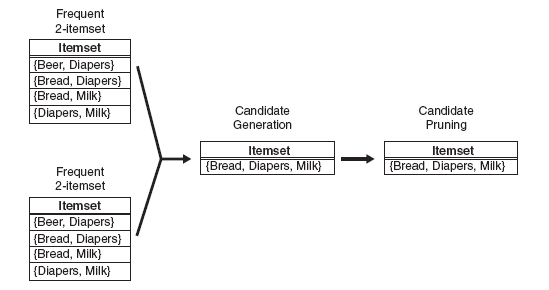 Frequent
2-itemset
Itemset
{Beer, Diapers}
{Bread, Diapers}
{Bread, Milk}
{Diapers, Milk}
Frequent
2-itemset
Itemset
{Beer, Diapers}
{Bread, Diapers}
{Bread, Milk}
{Diapers, Milk}
Candidate
Generation
Itemset
{Bread, Diapers, Milk}
Candidate
Pruning
Itemset
{Bread, Diapers, Milk}